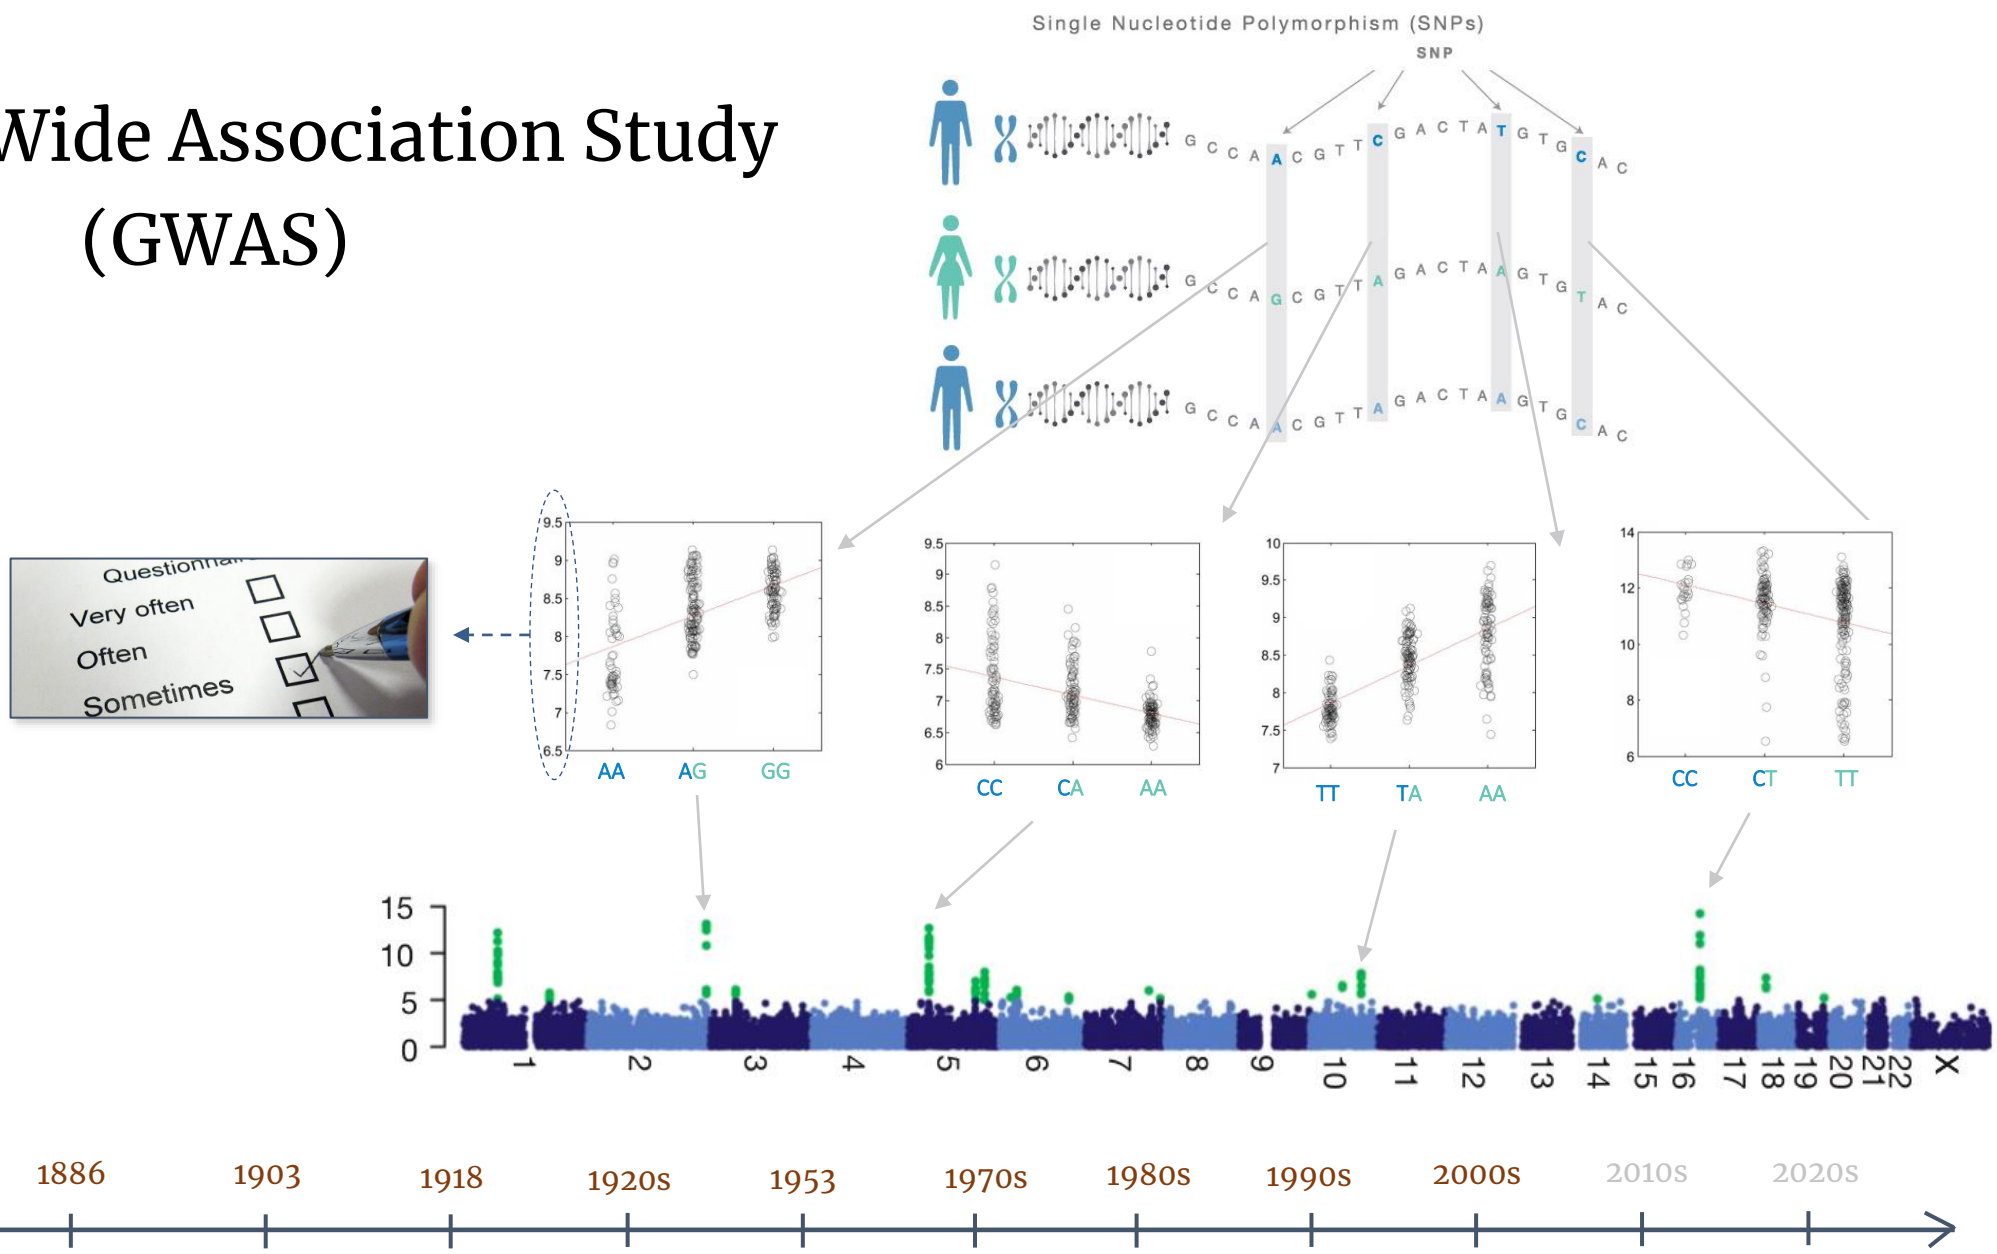 Wide Association Study
(GWAS)
Single Nucleotide Polymorphism (SNPs)
SNP
G C C A A C G T T C G A C T A T G T G C A C
G C C A G C G T T A G A C T A A G T G T A C
G C C A A C G T T A G A C T A A G T G C A C
Questionnai
Very often
Often
Sometimes
9.5
9
8.5
8
7.5
7
6.5
AA AG GG
9.5
9
8.5
8
7.5
7
6.5
6
CC CA AA
10
9.5
9
8.5
8
7.5
7
TT TA AA
14
12
10
8
6
CC CT TT
15
10
5
0
1 2 3 4 5 6 7 8 9 10 11 12 13 14 15 16 17 18 19 20 21 22 X
1886 1903 1918 1920s 1953 1970s 1980s 1990s 2000s 2010s 2020s